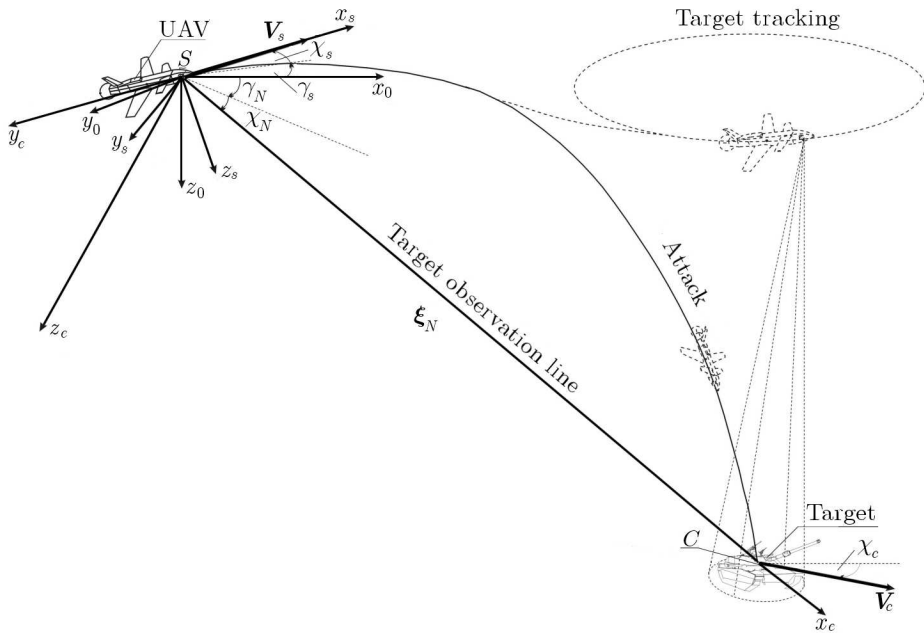 Target tracking
UAV
S
V_s
x_s
χ_s
x_0
γ_s
γ_N
χ_N
y_c
y_0
y_s
z_0
z_s
z_c
Target observation line
ξ_N
Attack
Target
C
χ_c
V_c
x_c